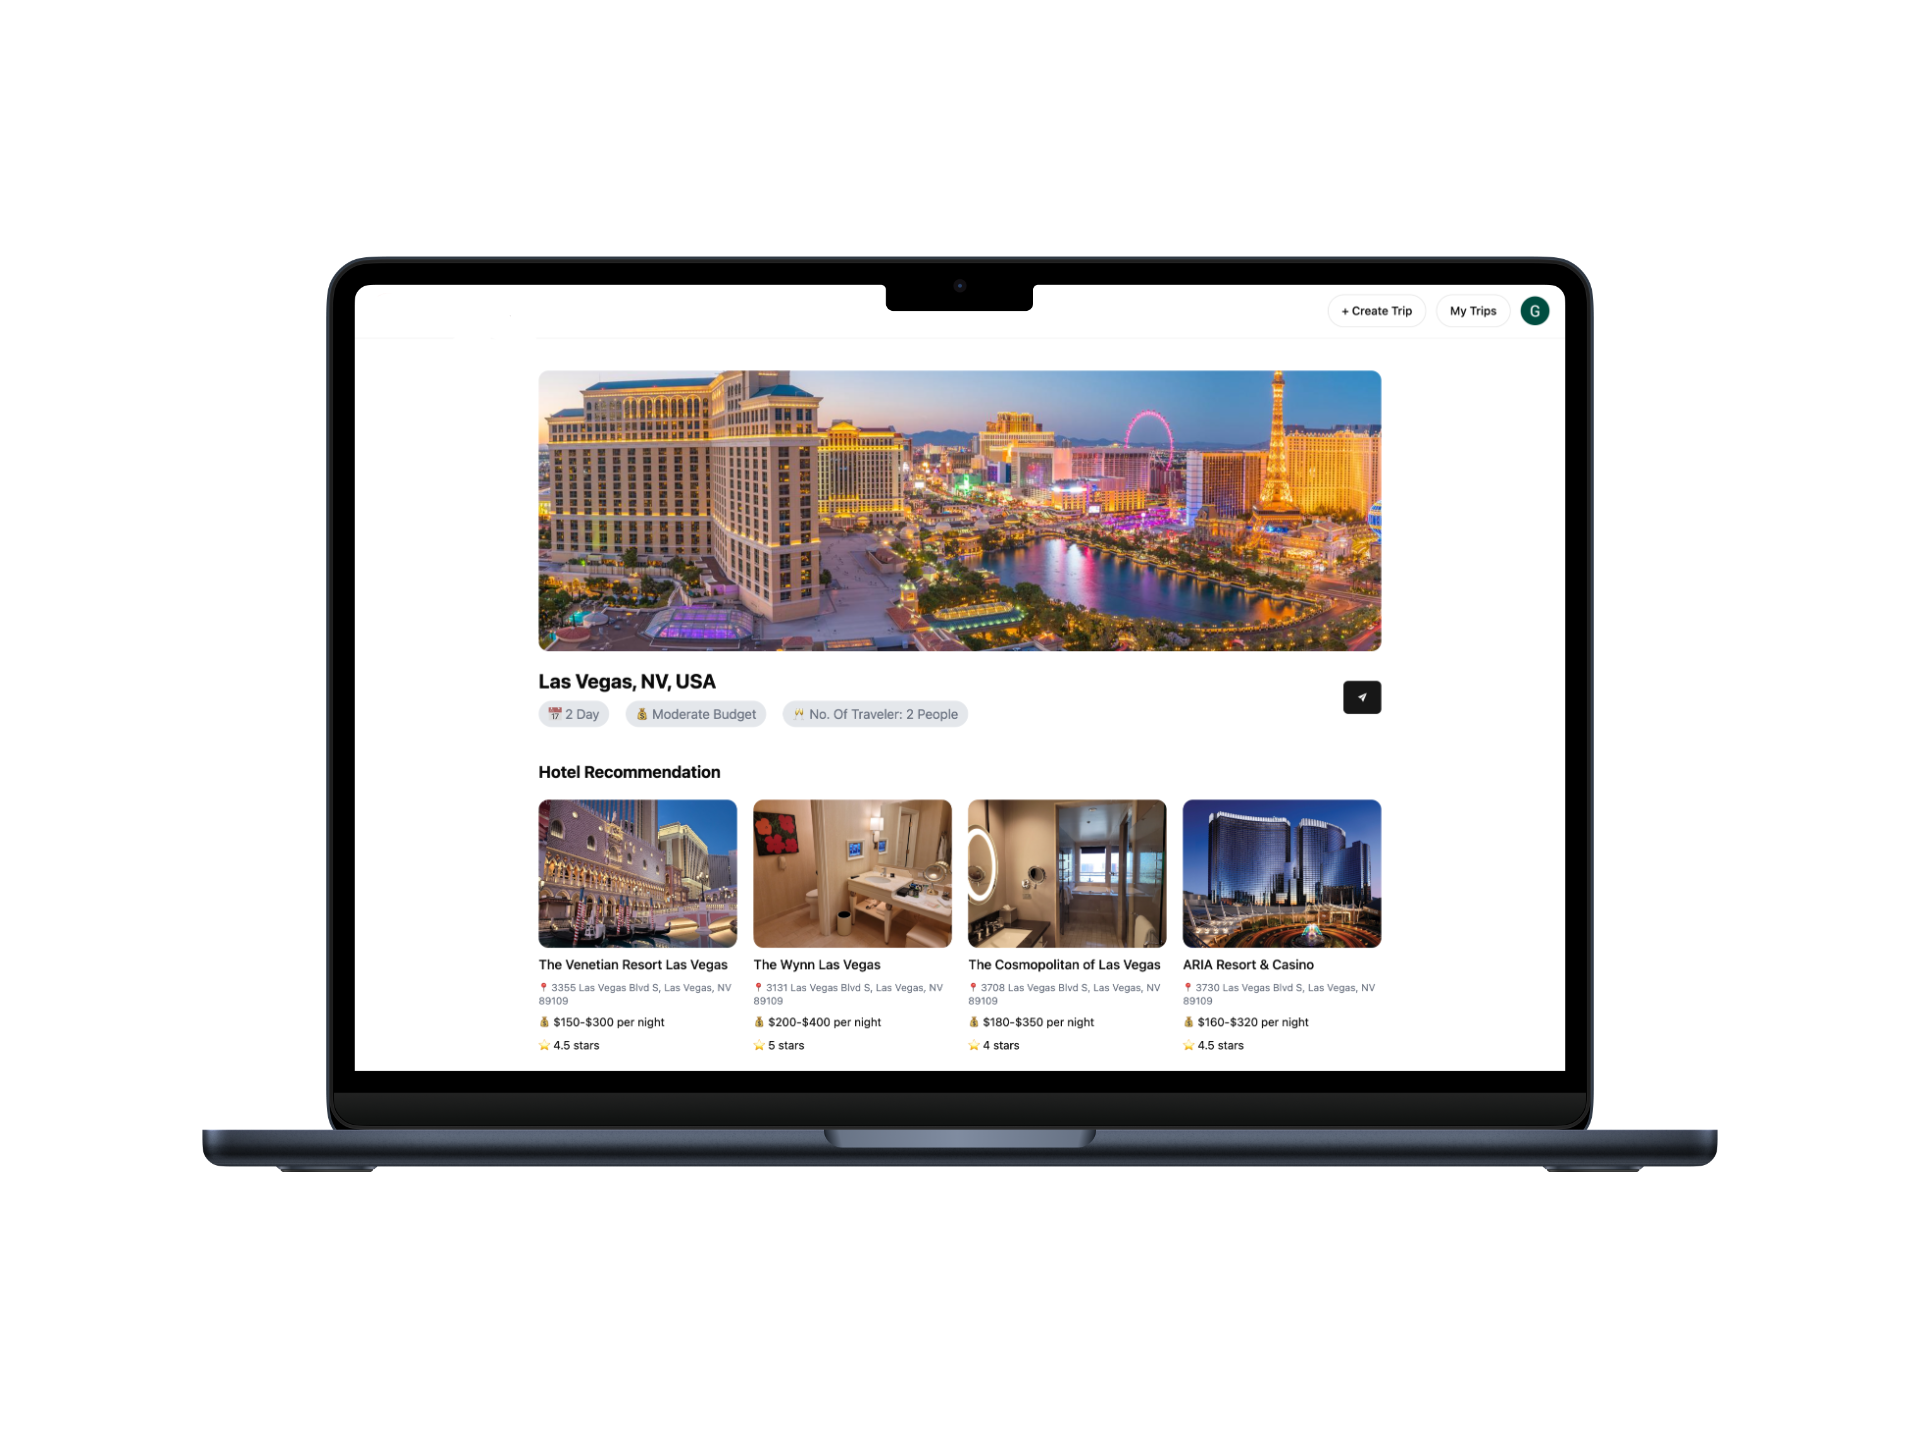 + Create Trip
My Trips
G
Las Vegas, NV, USA
📅 2 Day
💰 Moderate Budget
🥂 No. Of Traveler: 2 People
Hotel Recommendation
The Venetian Resort Las Vegas
📍 3355 Las Vegas Blvd S, Las Vegas, NV
89109
💰 $150-$300 per night
⭐ 4.5 stars
The Wynn Las Vegas
📍 3131 Las Vegas Blvd S, Las Vegas, NV
89109
💰 $200-$400 per night
⭐ 5 stars
The Cosmopolitan of Las Vegas
📍 3708 Las Vegas Blvd S, Las Vegas, NV
89109
💰 $180-$350 per night
⭐ 4 stars
ARIA Resort & Casino
📍 3730 Las Vegas Blvd S, Las Vegas, NV
89109
💰 $160-$320 per night
⭐ 4.5 stars